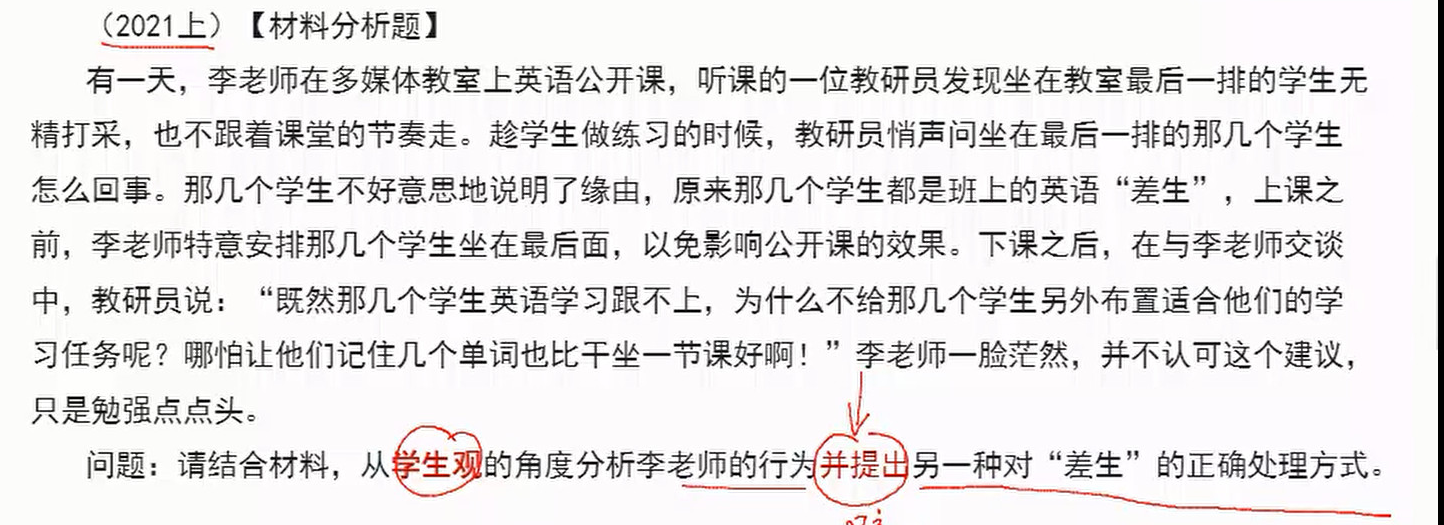 （2021上）【材料分析题】
有一天，李老师在多媒体教室上英语公开课，听课的一位教研员发现坐在教室最后一排的学生无
精打采，也不跟着课堂的节奏走。趁学生做练习的时候，教研员悄声问坐在最后一排的那几个学生
怎么回事。那几个学生不好意思地说明了缘由，原来那几个学生都是班上的英语“差生”，上课之
前，李老师特意安排那几个学生坐在最后面，以免影响公开课的效果。下课之后，在与李老师交谈
中，教研员说：“既然那几个学生英语学习跟不上，为什么不给那几个学生另外布置适合他们的学
习任务呢？哪怕让他们记住几个单词也比干坐一节课好啊！”李老师一脸茫然，并不认可这个建议，
只是勉强点点头。
问题：请结合材料，从学生观的角度分析李老师的行为并提出另一种对“差生”的正确处理方式。